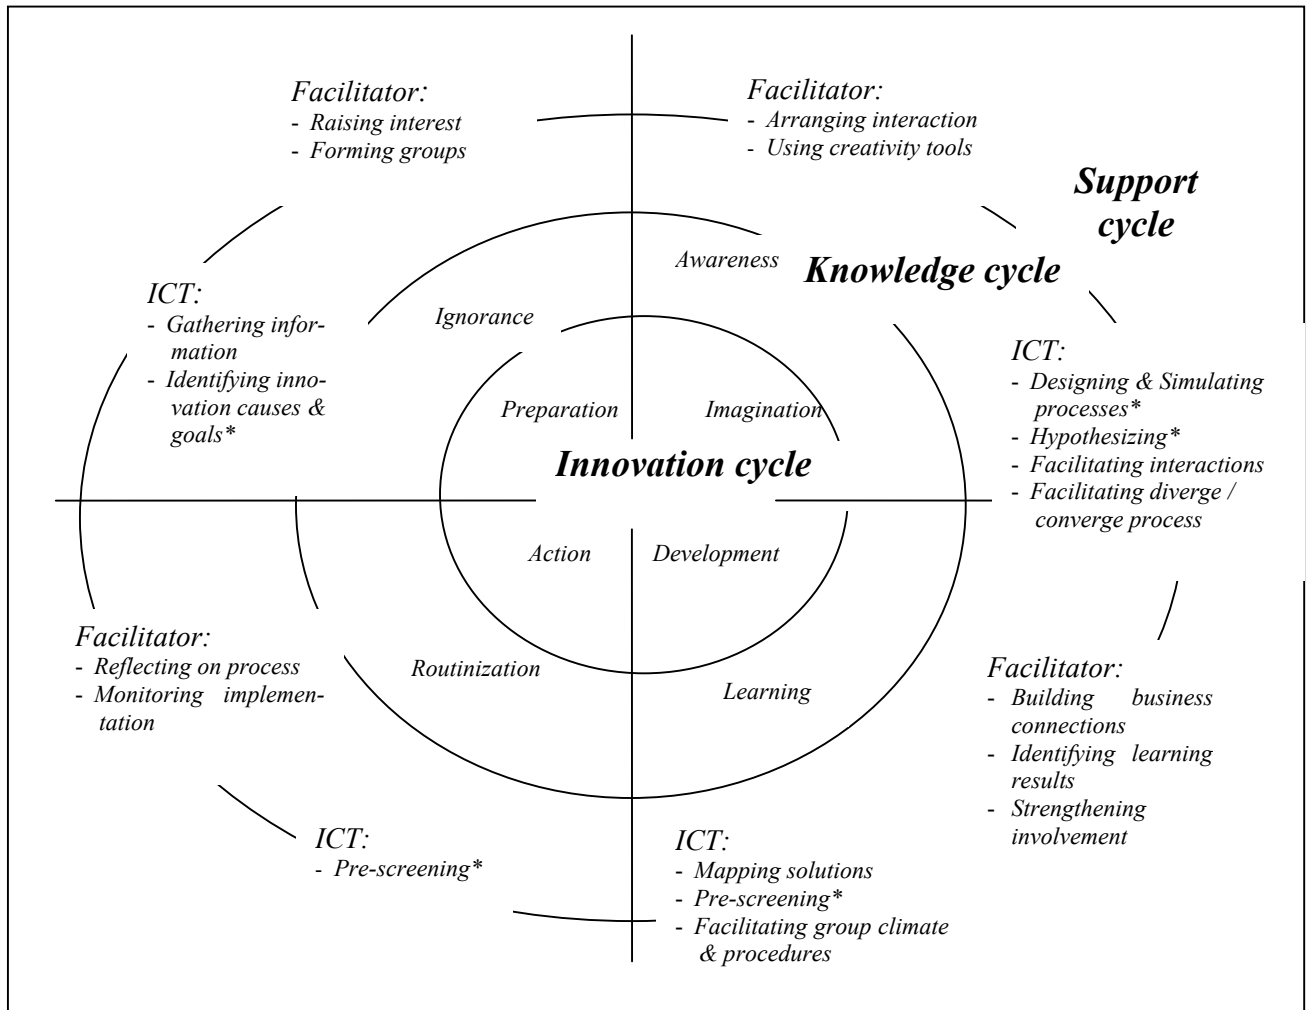 Facilitator:
- Raising interest
- Forming groups
Facilitator:
- Arranging interaction
- Using creativity tools
Support
cycle
Awareness
Knowledge cycle
ICT:
- Gathering infor-
mation
- Identifying inno-
vation causes &
goals*
Ignorance
ICT:
- Designing & Simulating
processes*
- Hypothesizing*
- Facilitating interactions
- Facilitating diverge /
converge process
Preparation
Imagination
Innovation cycle
Action
Development
Facilitator:
- Reflecting on process
- Monitoring implemen-
tation
Routinization
Learning
Facilitator:
- Building business
connections
- Identifying learning
results
- Strengthening
involvement
ICT:
- Pre-screening*
ICT:
- Mapping solutions
- Pre-screening*
- Facilitating group climate
& procedures